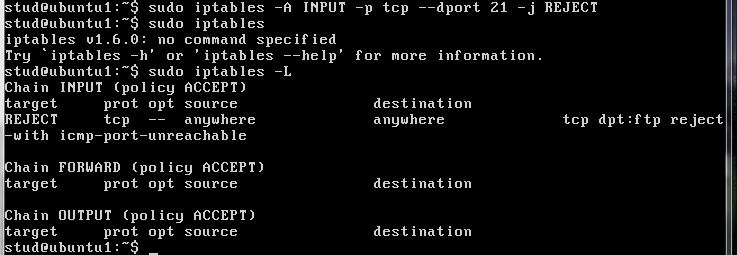 stud@ubuntu1:~$ sudo iptables -A INPUT -p tcp --dport 21 -j REJECT
stud@ubuntu1:~$ sudo iptables
iptables v1.6.0: no command specified
Try `iptables -h' or 'iptables --help' for more information.
stud@ubuntu1:~$ sudo iptables -L
Chain INPUT (policy ACCEPT)
target     prot opt source               destination
REJECT     tcp  --  anywhere             anywhere             tcp dpt:ftp reject
-with icmp-port-unreachable

Chain FORWARD (policy ACCEPT)
target     prot opt source               destination

Chain OUTPUT (policy ACCEPT)
target     prot opt source               destination
stud@ubuntu1:~$ _